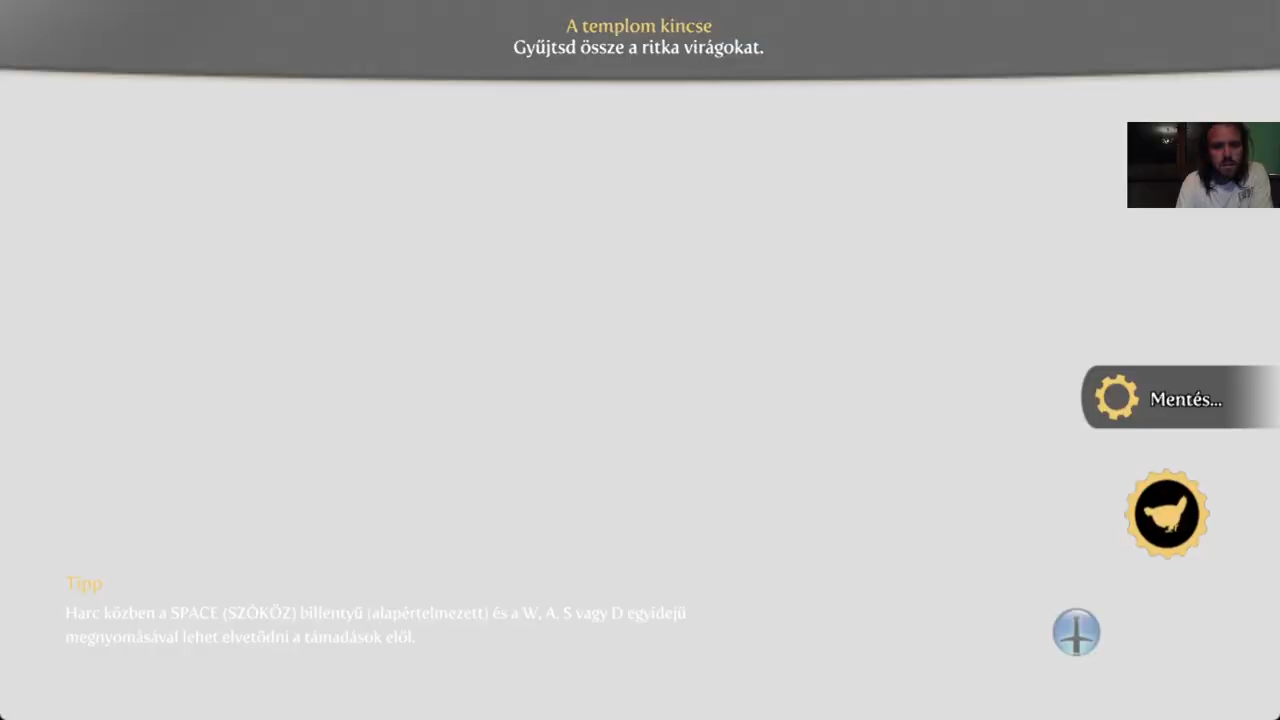 A templom kincse
Gyűjtsd össze a ritka virágokat.
Mentés...
Tipp
Harc közben a SPACE (SZÓKÖZ) billentyű (alapértelmezett) és a W, A, S vagy D egyidejű
megnyomásával lehet elvetődni a támadások elől.